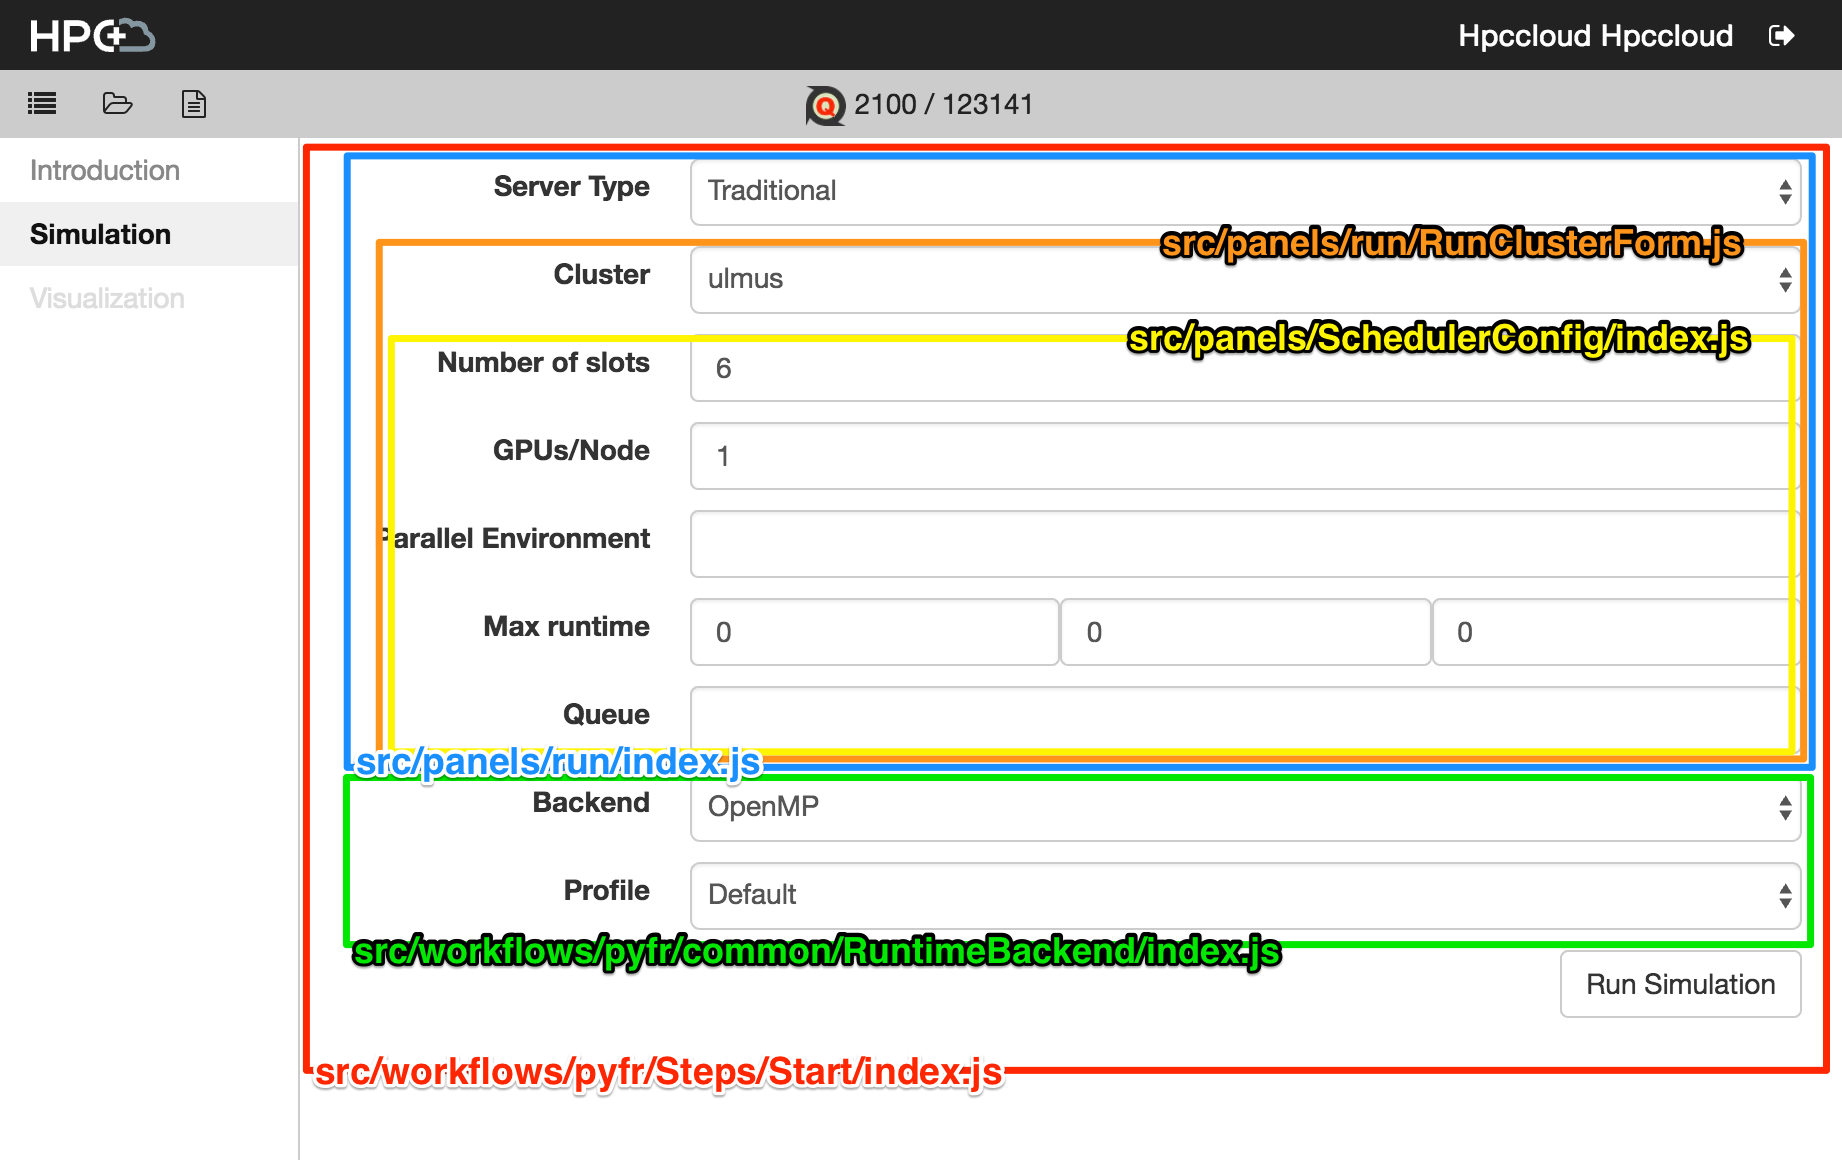 HPC
Hpccloud Hpccloud
Q 2100 / 123141
Introduction
Simulation
Visualization
Server Type
Traditional
src/panels/run/RunClusterForm.js
Cluster
ulmus
src/panels/SchedulerConfig/index.js
Number of slots
6
GPUs/Node
1
Parallel Environment
Max runtime
0
0
0
Queue
src/panels/run/index.js
Backend
OpenMP
Profile
Default
src/workflows/pyfr/common/RuntimeBackend/index.js
Run Simulation
src/workflows/pyfr/Steps/Start/index.js